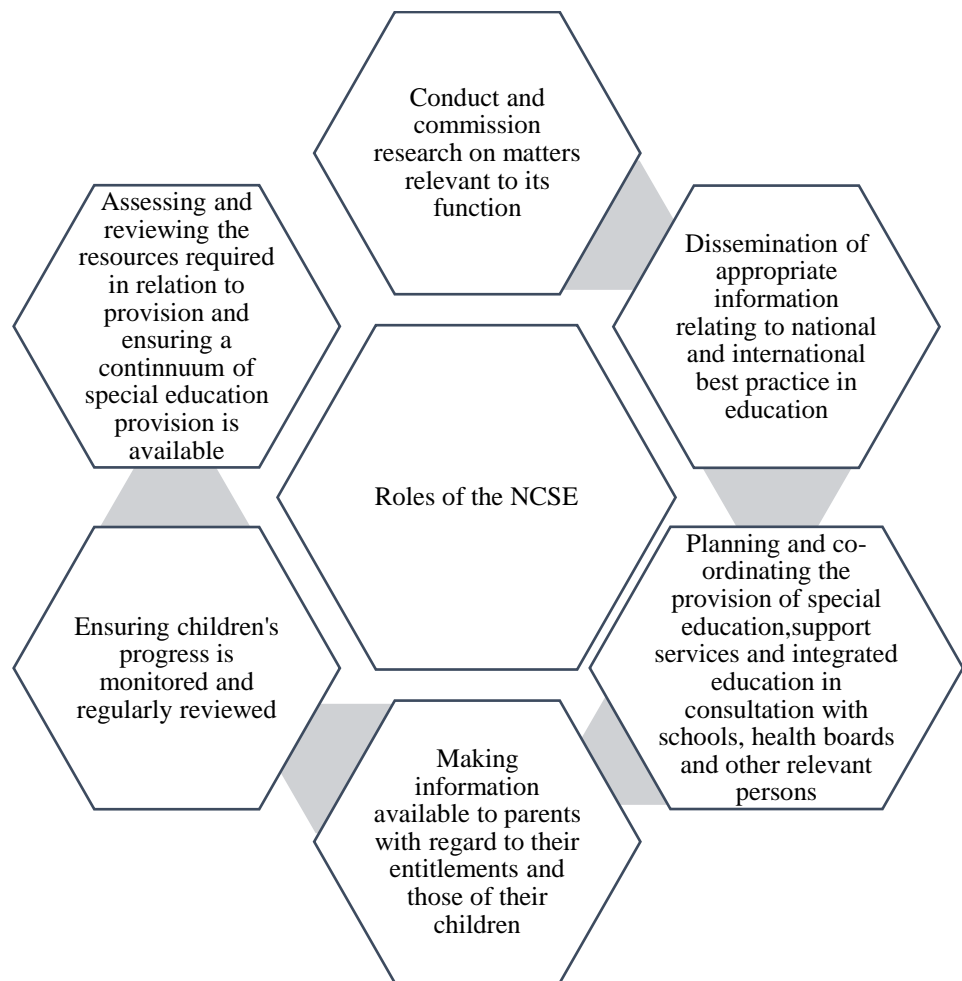 Conduct and
commission
research on matters
relevant to its
function
Dissemination of
appropriate
information
relating to national
and international
best practice in
education
Planning and co-
ordinating the
provision of special
education,support
services and integrated
education in
consultation with
schools, health boards
and other relevant
persons
Making
information
available to parents
with regard to their
entitlements and
those of their
children
Ensuring children's
progress is
monitored and
regularly reviewed
Assessing and
reviewing the
resources required
in relation to
provision and
ensuring a
continnuum of
special education
provision is
available
Roles of the NCSE